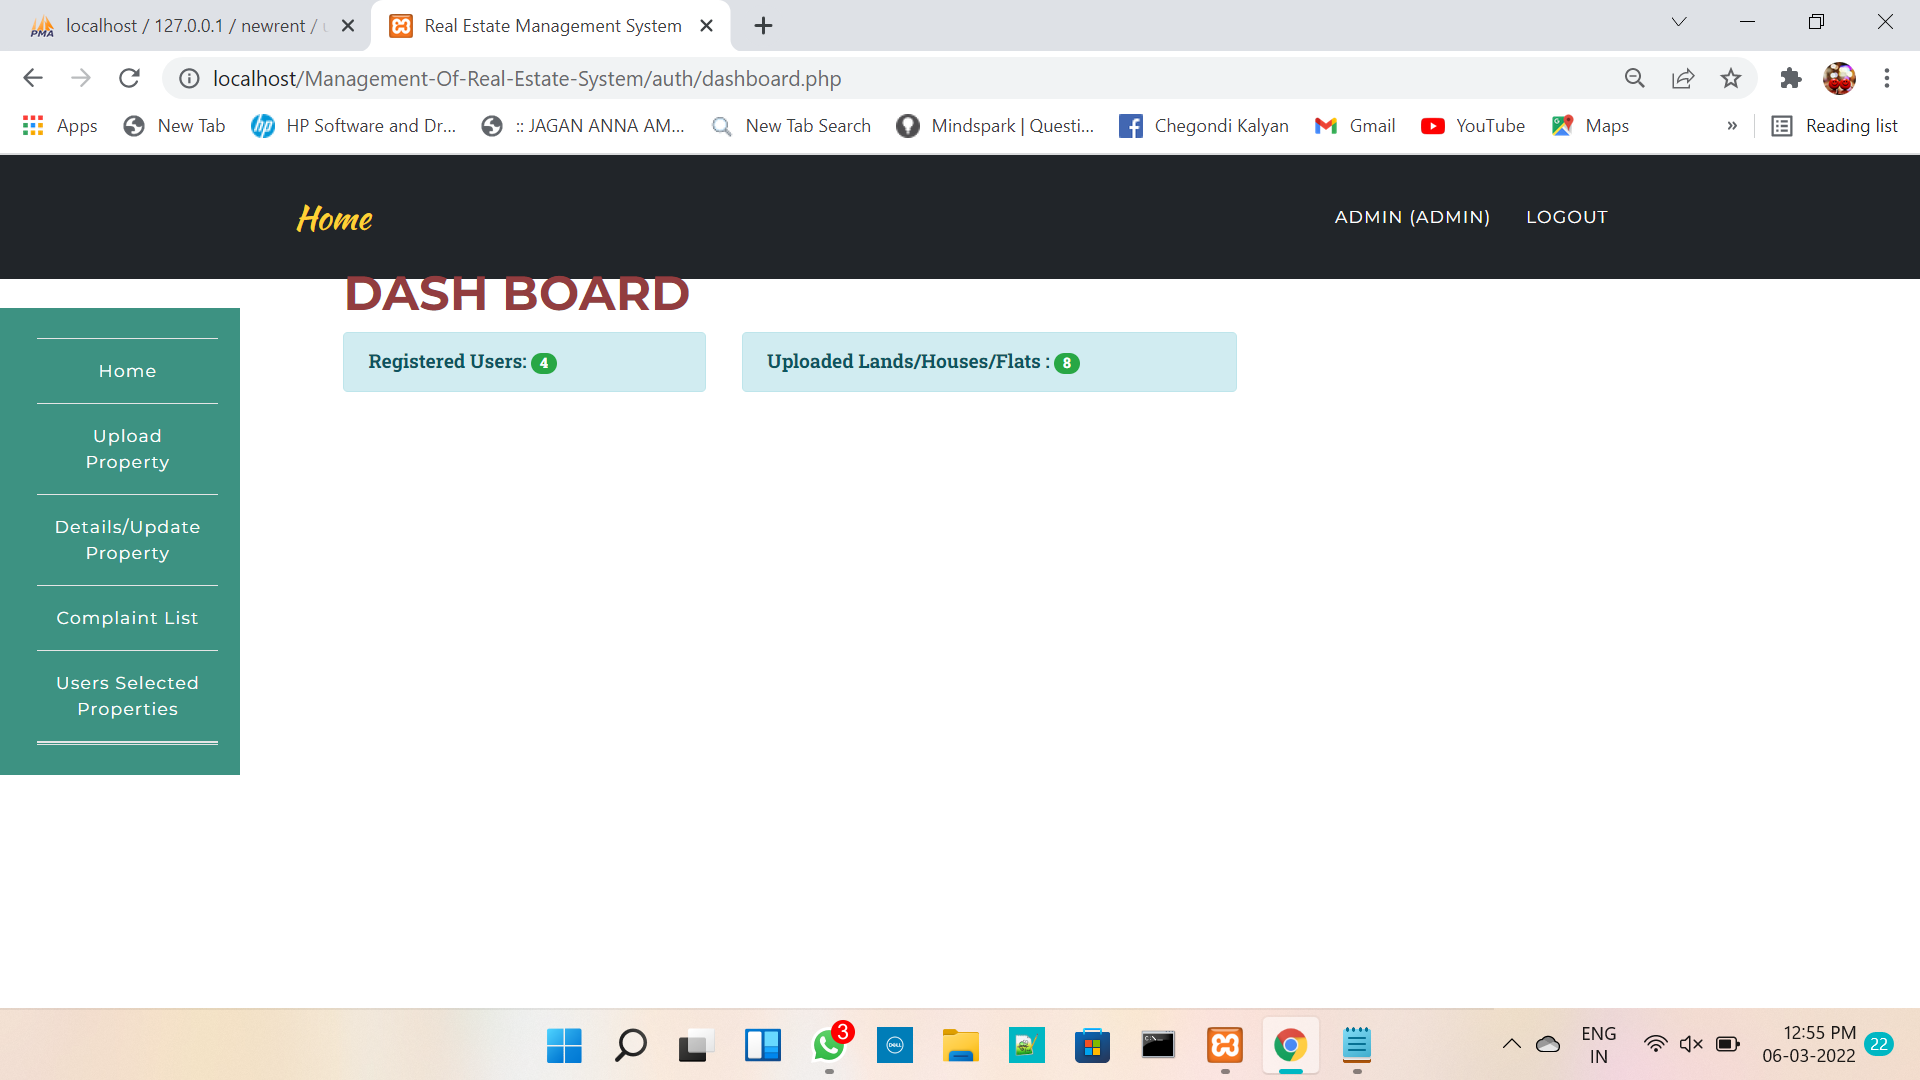 localhost / 127.0.0.1 / newrent /
Real Estate Management System
localhost/Management-Of-Real-Estate-System/auth/dashboard.php
Apps
New Tab
HP Software and Dr...
:: JAGAN ANNA AM...
New Tab Search
Mindspark | Questi...
Chegondi Kalyan
Gmail
YouTube
Maps
»
Reading list
Home
ADMIN (ADMIN)
LOGOUT
DASH BOARD
Registered Users: 4
Uploaded Lands/Houses/Flats : 8
Home
Upload
Property
Details/Update
Property
Complaint List
Users Selected
Properties
3
DELL
ENG
IN
12:55 PM
06-03-2022
22